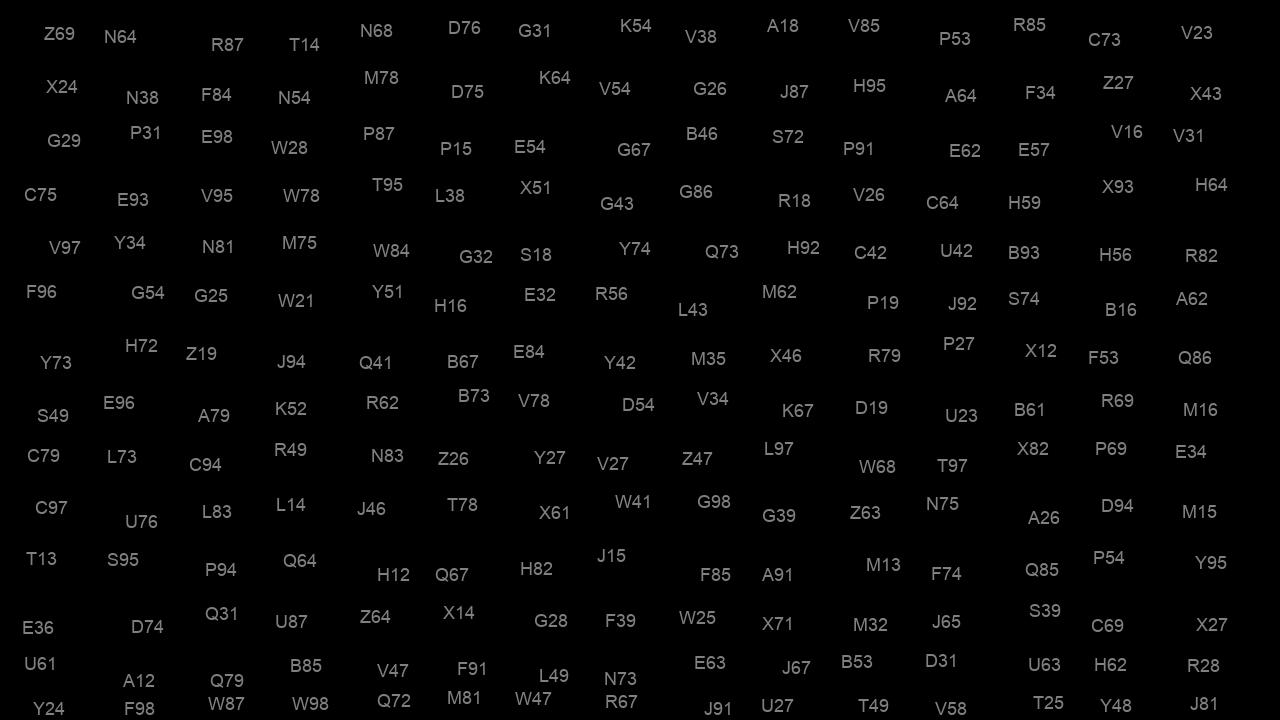 Z69 N64 R87 T14 N68 D76 G31 K54 V38 A18 V85 P53 R85 C73 V23
X24 N38 F84 N54 M78 D75 K64 V54 G26 J87 H95 A64 F34 Z27 X43
G29 P31 E98 W28 P87 P15 E54 G67 B46 S72 P91 E62 E57 V16 V31
C75 E93 V95 W78 T95 L38 X51 G43 G86 R18 V26 C64 H59 X93 H64
V97 Y34 N81 M75 W84 G32 S18 Y74 Q73 H92 C42 U42 B93 H56 R82
F96 G54 G25 W21 Y51 H16 E32 R56 L43 M62 P19 J92 S74 B16 A62
Y73 H72 Z19 J94 Q41 B67 E84 Y42 M35 X46 R79 P27 X12 F53 Q86
S49 E96 A79 K52 R62 B73 V78 D54 V34 K67 D19 U23 B61 R69 M16
C79 L73 C94 R49 N83 Z26 Y27 V27 Z47 L97 W68 T97 X82 P69 E34
C97 U76 L83 L14 J46 T78 X61 W41 G98 G39 Z63 N75 A26 D94 M15
T13 S95 P94 Q64 H12 Q67 H82 J15 F85 A91 M13 F74 Q85 P54 Y95
E36 D74 Q31 U87 Z64 X14 G28 F39 W25 X71 M32 J65 S39 C69 X27
U61 A12 Q79 B85 V47 F91 L49 N73 E63 J67 B53 D31 U63 H62 R28
Y24 F98 W87 W98 Q72 M81 W47 R67 J91 U27 T49 V58 T25 Y48 J81